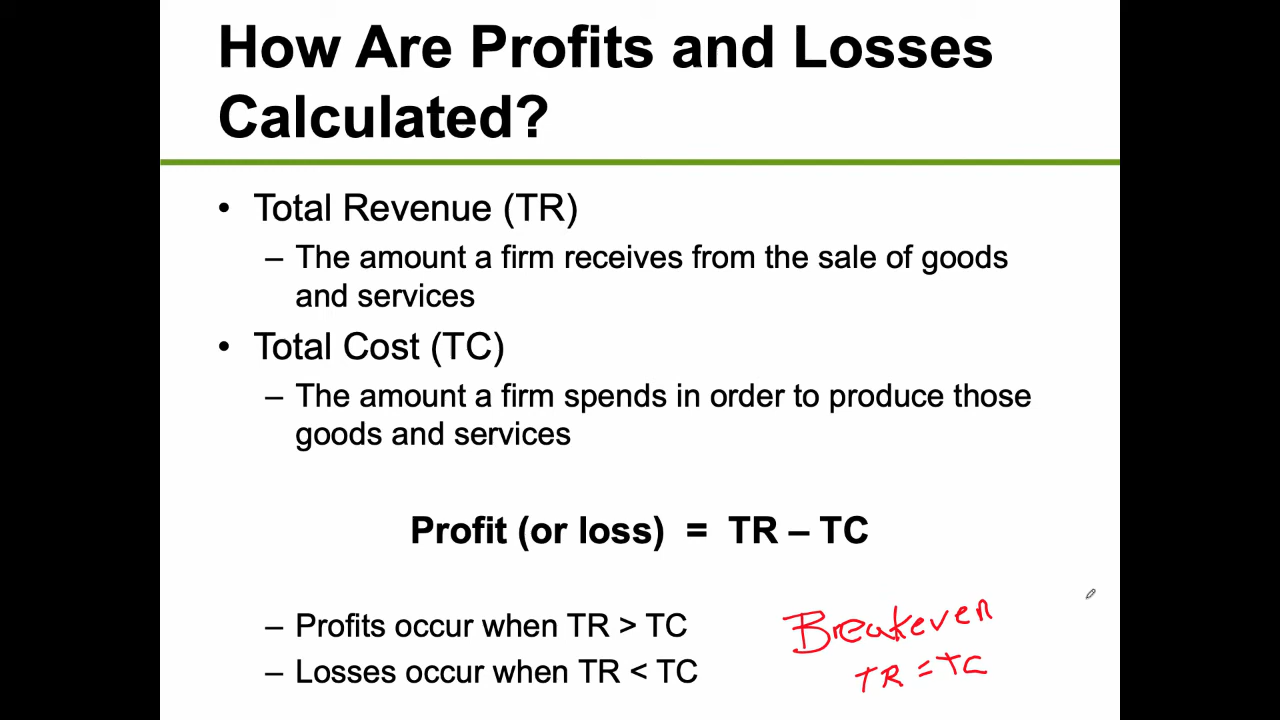 How Are Profits and Losses
Calculated?
• Total Revenue (TR)
– The amount a firm receives from the sale of goods
and services
• Total Cost (TC)
– The amount a firm spends in order to produce those
goods and services
Profit (or loss) = TR – TC
– Profits occur when TR > TC
– Losses occur when TR < TC
Breakeven
TR = TC